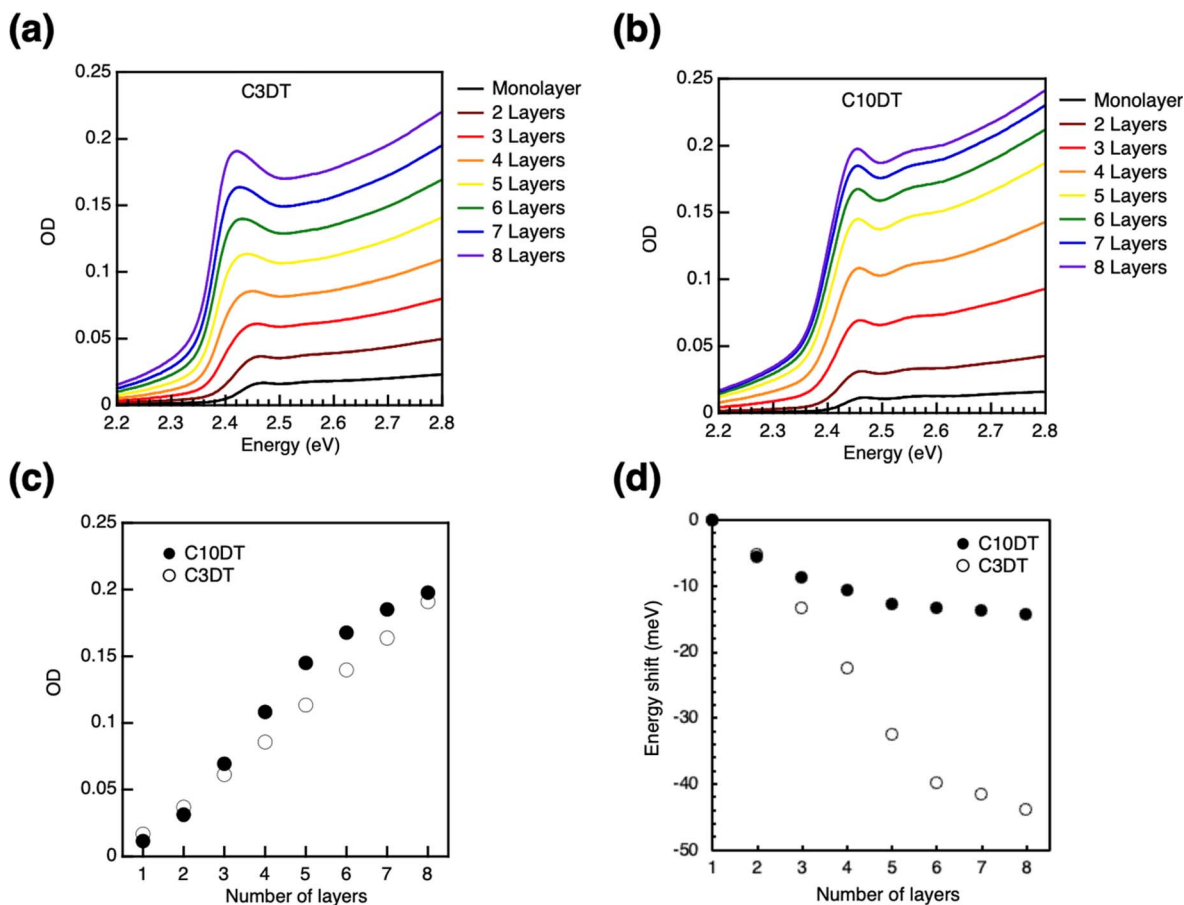 (a)
C3DT
0.25
0.2
0.15
0.1
0.05
0
OD
2.2 2.3 2.4 2.5 2.6 2.7 2.8
Energy (eV)
Monolayer
2 Layers
3 Layers
4 Layers
5 Layers
6 Layers
7 Layers
8 Layers
(b)
C10DT
0.25
0.2
0.15
0.1
0.05
0
OD
2.2 2.3 2.4 2.5 2.6 2.7 2.8
Energy (eV)
Monolayer
2 Layers
3 Layers
4 Layers
5 Layers
6 Layers
7 Layers
8 Layers
(c)
0.25
0.2
0.15
0.1
0.05
0
OD
C10DT
C3DT
1 2 3 4 5 6 7 8
Number of layers
(d)
0
-10
-20
-30
-40
-50
Energy shift (meV)
C10DT
C3DT
1 2 3 4 5 6 7 8
Number of layers